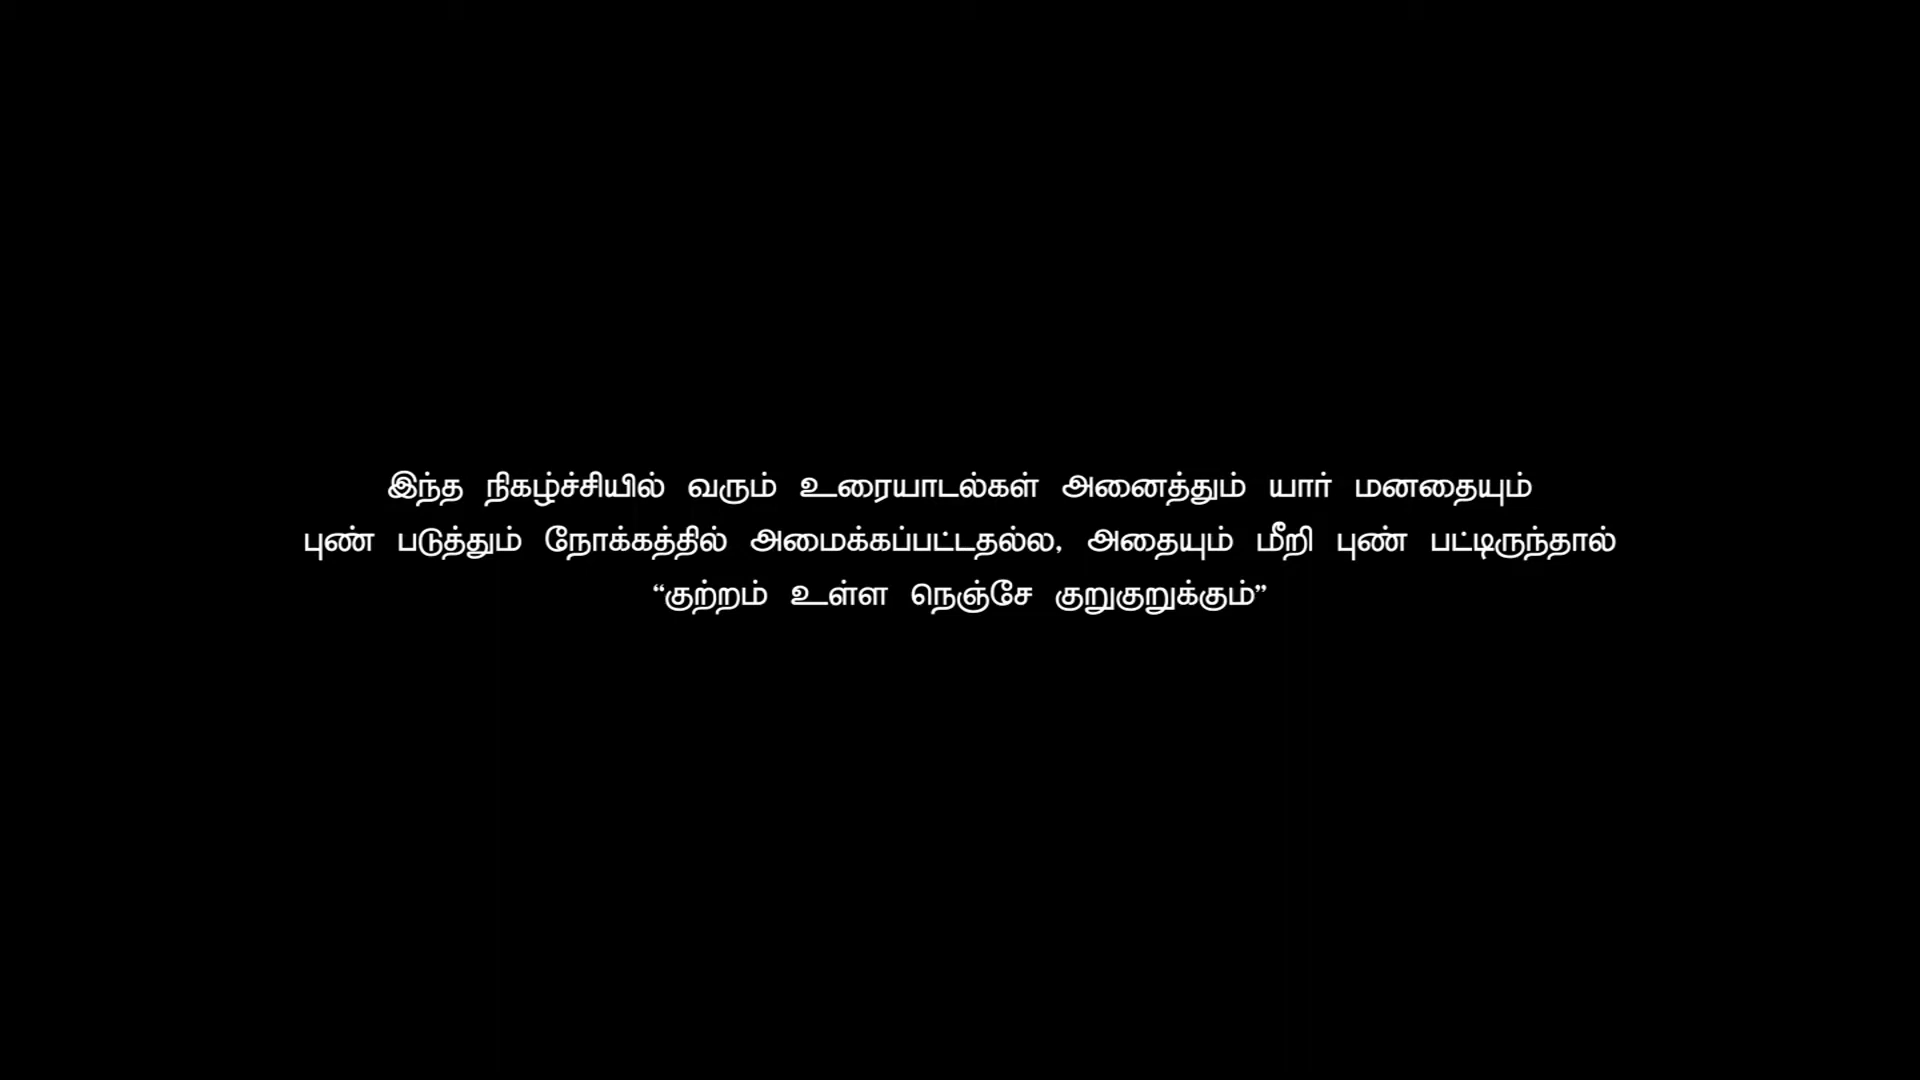 இந்த நிகழ்ச்சியில் வரும் உரையாடல்கள் அனைத்தும் யார் மனதையும்
புண் படுத்தும் நோக்கத்தில் அமைக்கப்பட்டதல்ல, அதையும் மீறி புண் பட்டிருந்தால்
“குற்றம் உள்ள நெஞ்சே குறுகுறுக்கும்”